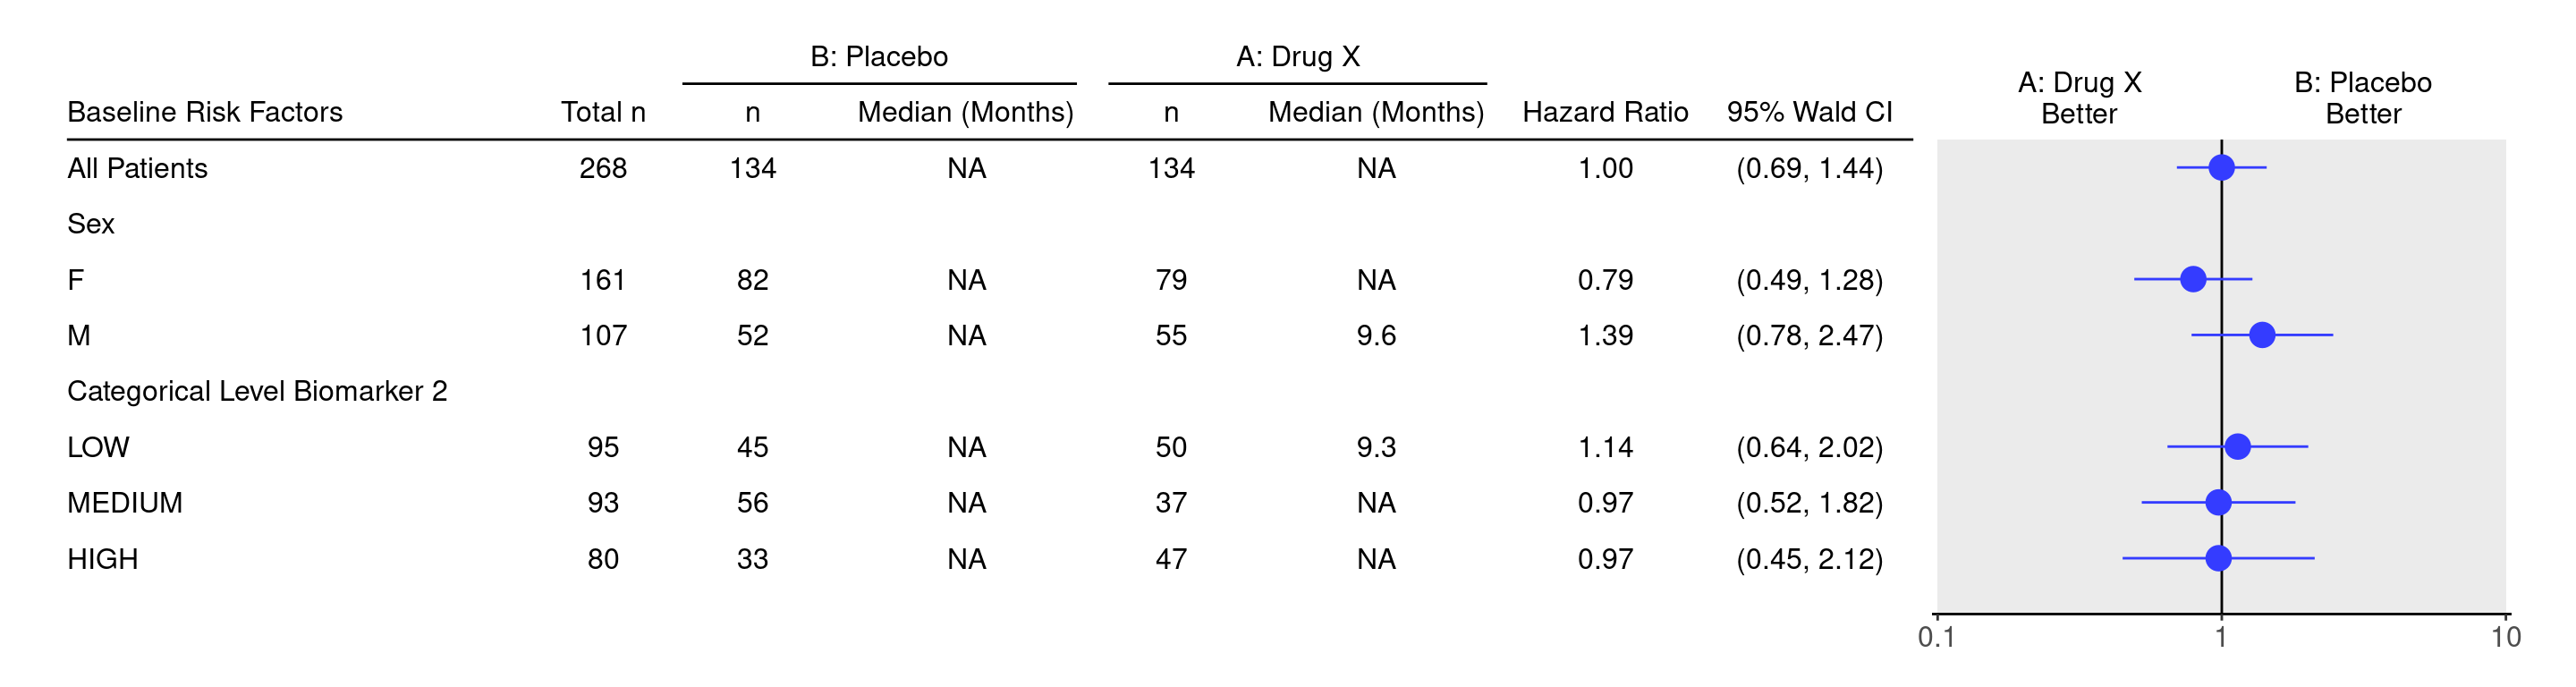 B: Placebo A: Drug X
A: Drug X B: Placebo
Better Better
Baseline Risk Factors Total n n Median (Months) n Median (Months) Hazard Ratio 95% Wald CI
All Patients 268 134 NA 134 NA 1.00 (0.69, 1.44)
Sex
F 161 82 NA 79 NA 0.79 (0.49, 1.28)
M 107 52 NA 55 9.6 1.39 (0.78, 2.47)
Categorical Level Biomarker 2
LOW 95 45 NA 50 9.3 1.14 (0.64, 2.02)
MEDIUM 93 56 NA 37 NA 0.97 (0.52, 1.82)
HIGH 80 33 NA 47 NA 0.97 (0.45, 2.12)
0.1 1 10